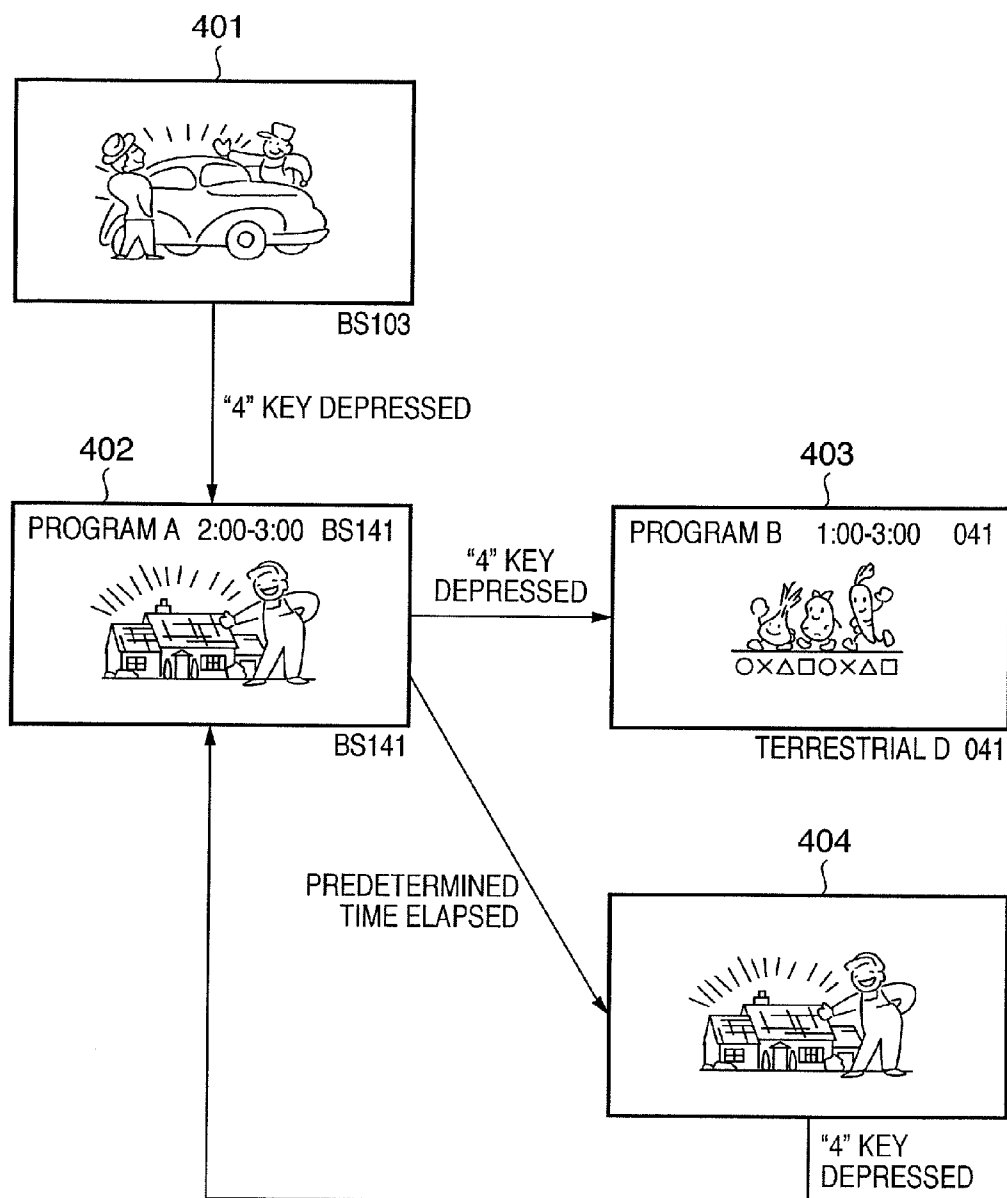 401
BS103
"4" KEY DEPRESSED
402
PROGRAM A 2:00-3:00 BS141
BS141
"4" KEY
DEPRESSED
403
PROGRAM B 1:00-3:00 041
○×△□○×△□
TERRESTRIAL D 041
PREDETERMINED
TIME ELAPSED
404
"4" KEY
DEPRESSED